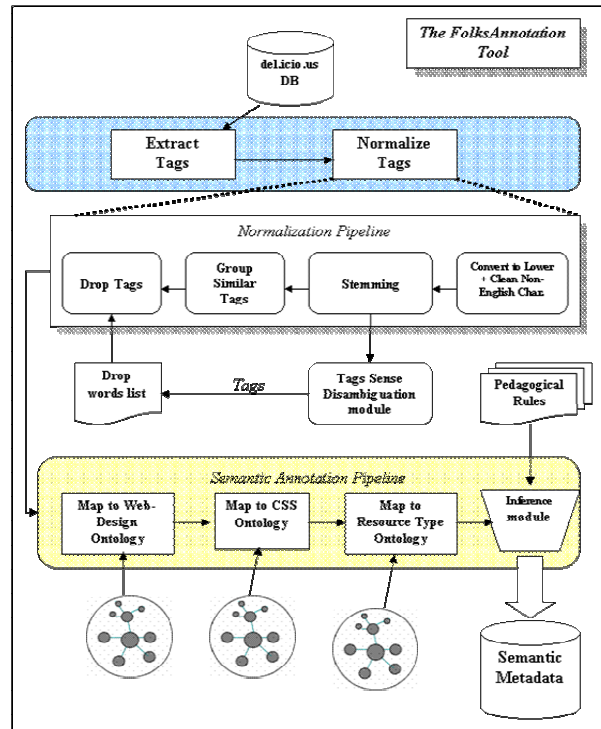 The FolksAnnotation
Tool
del.icio.us
DB
Extract
Tags
Normalize
Tags
Normalization Pipeline
Drop Tags
Group
Similar
Tags
Stemming
Convert to Lower
+ Clean Non-
English Char.
Drop
words list
Tags
Tags Sense
Disambiguation
module
Pedagogical
Rules
Semantic Annotation Pipeline
Map to Web-
Design
Ontology
Map to CSS
Ontology
Map to
Resource Type
Ontology
Inference
module
Semantic
Metadata